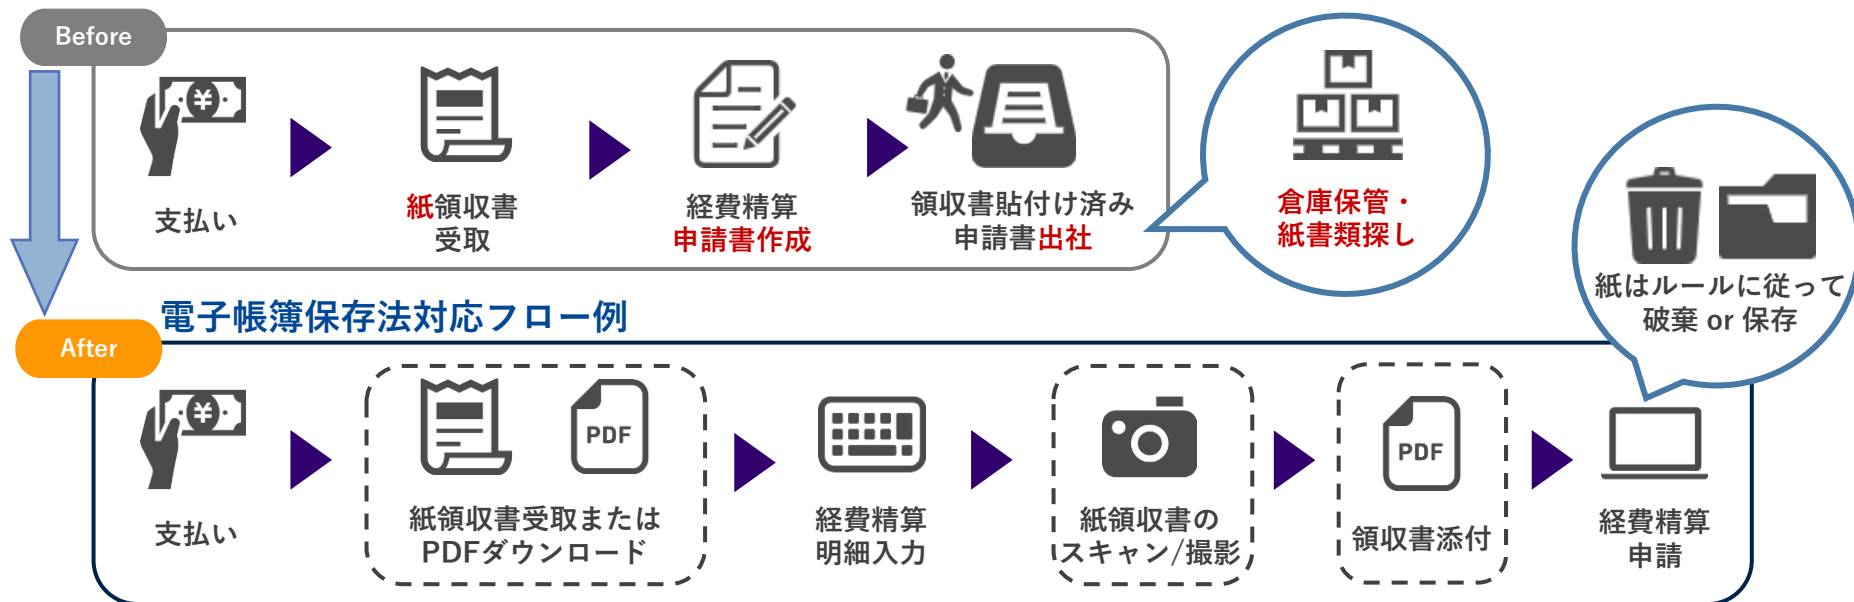 Before
支払い
紙領収書
受取
経費精算
申請書作成
領収書貼付け済み
申請書出社
倉庫保管・
紙書類探し
紙はルールに従って
破棄 or 保存
電子帳簿保存法対応フロー例
After
支払い
PDF
紙領収書受取または
PDFダウンロード
経費精算
明細入力
紙領収書の
スキャン/撮影
PDF
領収書添付
経費精算
申請